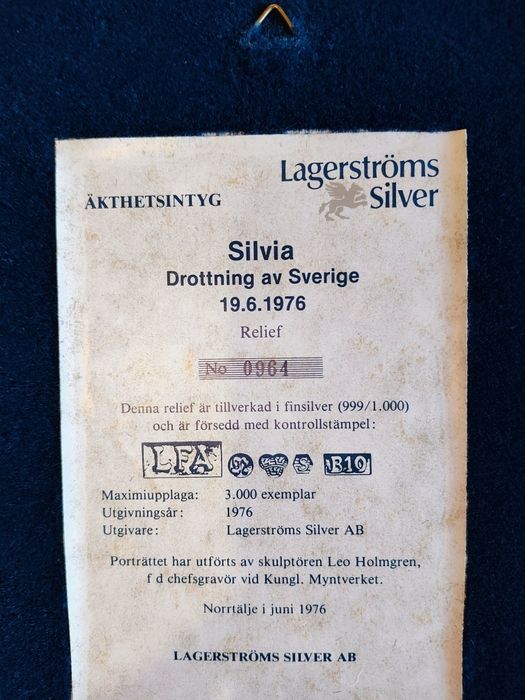 Lagerströms
Silver
ÄKTHETSINTYG
Silvia
Drottning av Sverige
19.6.1976
Relief
No 0964
Denna relief är tillverkad i finsilver (999/1.000)
och är försedd med kontrollstämpel:
LFA S B10
Maximiupplaga: 3.000 exemplar
Utgivningsår: 1976
Utgivare: Lagerströms Silver AB
Porträttet har utförts av skulptören Leo Holmgren,
f d chefsgravör vid Kungl. Myntverket.
Norrtälje i juni 1976
LAGERSTRÖMS SILVER AB